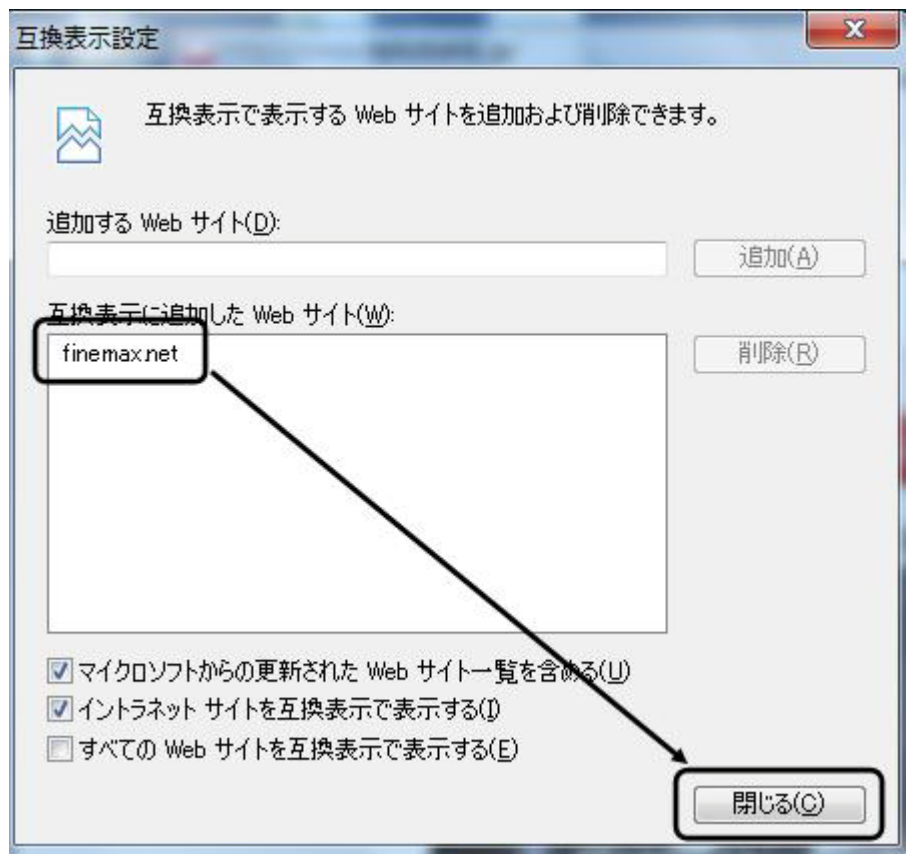 互換表示設定
互換表示で表示する Web サイトを追加および削除できます。
追加する Web サイト(D):
追加(A)
互換表示に追加した Web サイト(W):
finemax.net
削除(R)
マイクロソフトからの更新された Web サイト一覧を含める(U)
イントラネット サイトを互換表示で表示する(I)
すべての Web サイトを互換表示で表示する(E)
閉じる(C)